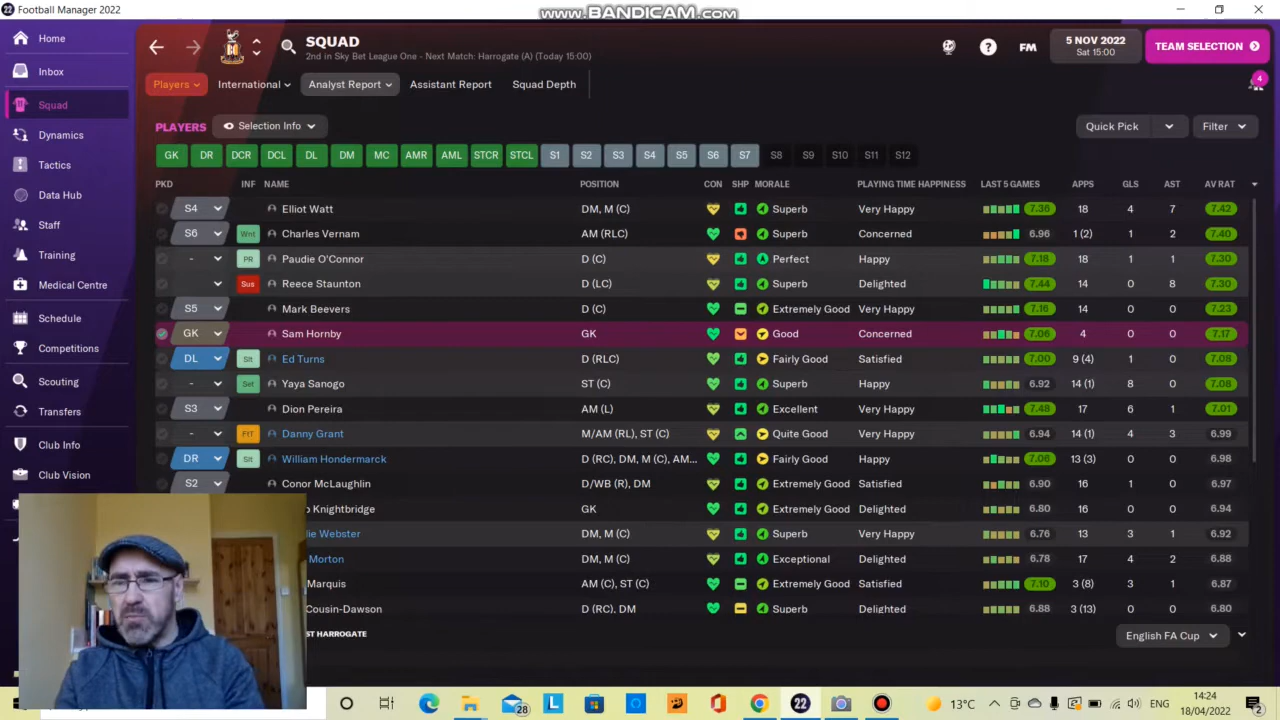 22 Football Manager 2022
www.BANDICAM.com
Home
Inbox
Squad
Dynamics
Tactics
Data Hub
Staff
Training
Medical Centre
Schedule
Competitions
Scouting
Transfers
Club Info
Club Vision
SQUAD
2nd in Sky Bet League One - Next Match: Harrogate (A) (Today 15:00)
FM
5 NOV 2022
Sat 15:00
TEAM SELECTION
4
Players International Analyst Report Assistant Report Squad Depth
PLAYERS Selection Info Quick Pick Filter
GK DR DCR DCL DL DM MC AMR AML STCR STCL S1 S2 S3 S4 S5 S6 S7 S8 S9 S10 S11 S12
PKD INF NAME POSITION CON SHP MORALE PLAYING TIME HAPPINESS LAST 5 GAMES APPS GLS AST AV RAT
S4 Elliot Watt DM, M (C) Superb Very Happy 7.36 18 4 7 7.42
S6 Wnt Charles Vernam AM (RLC) Superb Concerned 6.96 1 (2) 1 2 7.40
- PR Paudie O'Connor D (C) Perfect Happy 7.18 18 1 1 7.30
Sus Reece Staunton D (LC) Superb Delighted 7.44 14 0 8 7.30
S5 Mark Beevers D (C) Extremely Good Very Happy 7.16 14 0 0 7.23
GK Sam Hornby GK Good Concerned 7.06 4 0 0 7.17
DL Slt Ed Turns D (RLC) Fairly Good Satisfied 7.00 9 (4) 1 0 7.08
- Set Yaya Sanogo ST (C) Superb Happy 6.92 14 (1) 8 0 7.08
S3 Dion Pereira AM (L) Excellent Very Happy 7.48 17 6 1 7.01
- FtT Danny Grant M/AM (RL), ST (C) Quite Good Very Happy 6.94 14 (1) 4 3 6.99
DR Slt William Hondermarck D (RC), DM, M (C), AM... Fairly Good Happy 7.06 13 (3) 0 0 6.98
S2 Conor McLaughlin D/WB (R), DM Extremely Good Satisfied 6.90 16 1 0 6.97
Knightbridge GK Extremely Good Delighted 6.80 16 0 0 6.94
Webster DM, M (C) Superb Very Happy 6.76 13 3 1 6.92
Morton DM, M (C) Exceptional Delighted 6.78 17 4 2 6.88
Marquis AM (C), ST (C) Extremely Good Satisfied 7.10 3 (8) 3 1 6.87
Cousin-Dawson D (RC), DM Superb Delighted 6.88 3 (13) 0 0 6.80
HARROGATE English FA Cup
28 22 13°C ENG 14:24
18/04/2022 2